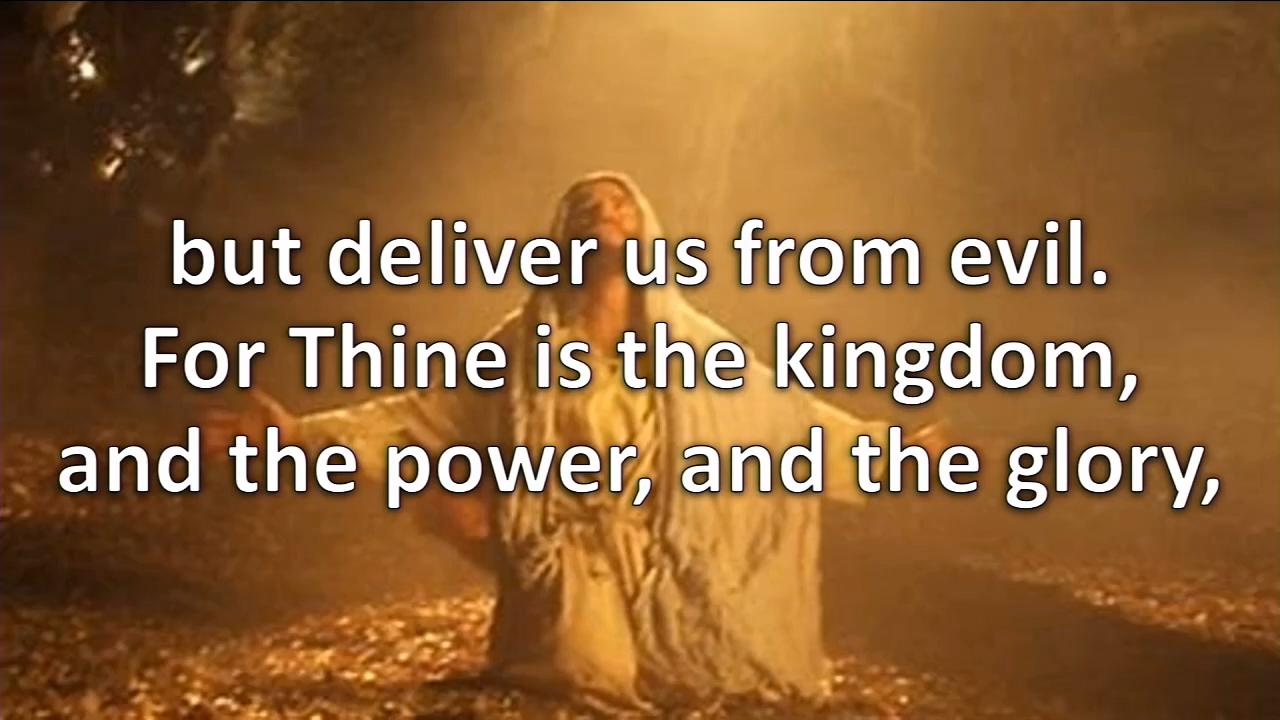 but deliver us from evil.
For Thine is the kingdom,
and the power, and the glory,